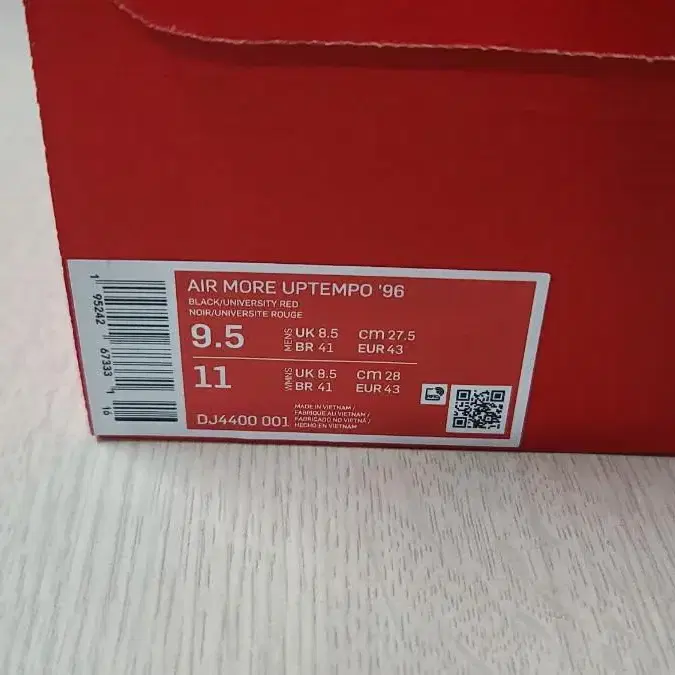 AIR MORE UPTEMPO '96
BLACK/UNIVERSITY RED
NOIR/UNIVERSITE ROUGE
9.5 MENS UK 8.5 cm 27.5
BR 41 EUR 43
11 WMNS UK 8.5 cm 28
BR 41 EUR 43
DJ4400 001
MADE IN VIETNAM /
FABRIQUE AU VIETNAM /
FABRICADO NO VIETNÃ /
HECHO EN VIETNAM
1 95242 67333 1
16